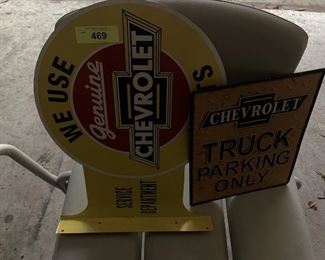 469
WE USE
Genuine
CHEVROLET
SERVICE
DEPARTMENT
CHEVROLET
TRUCK
PARKING
ONLY